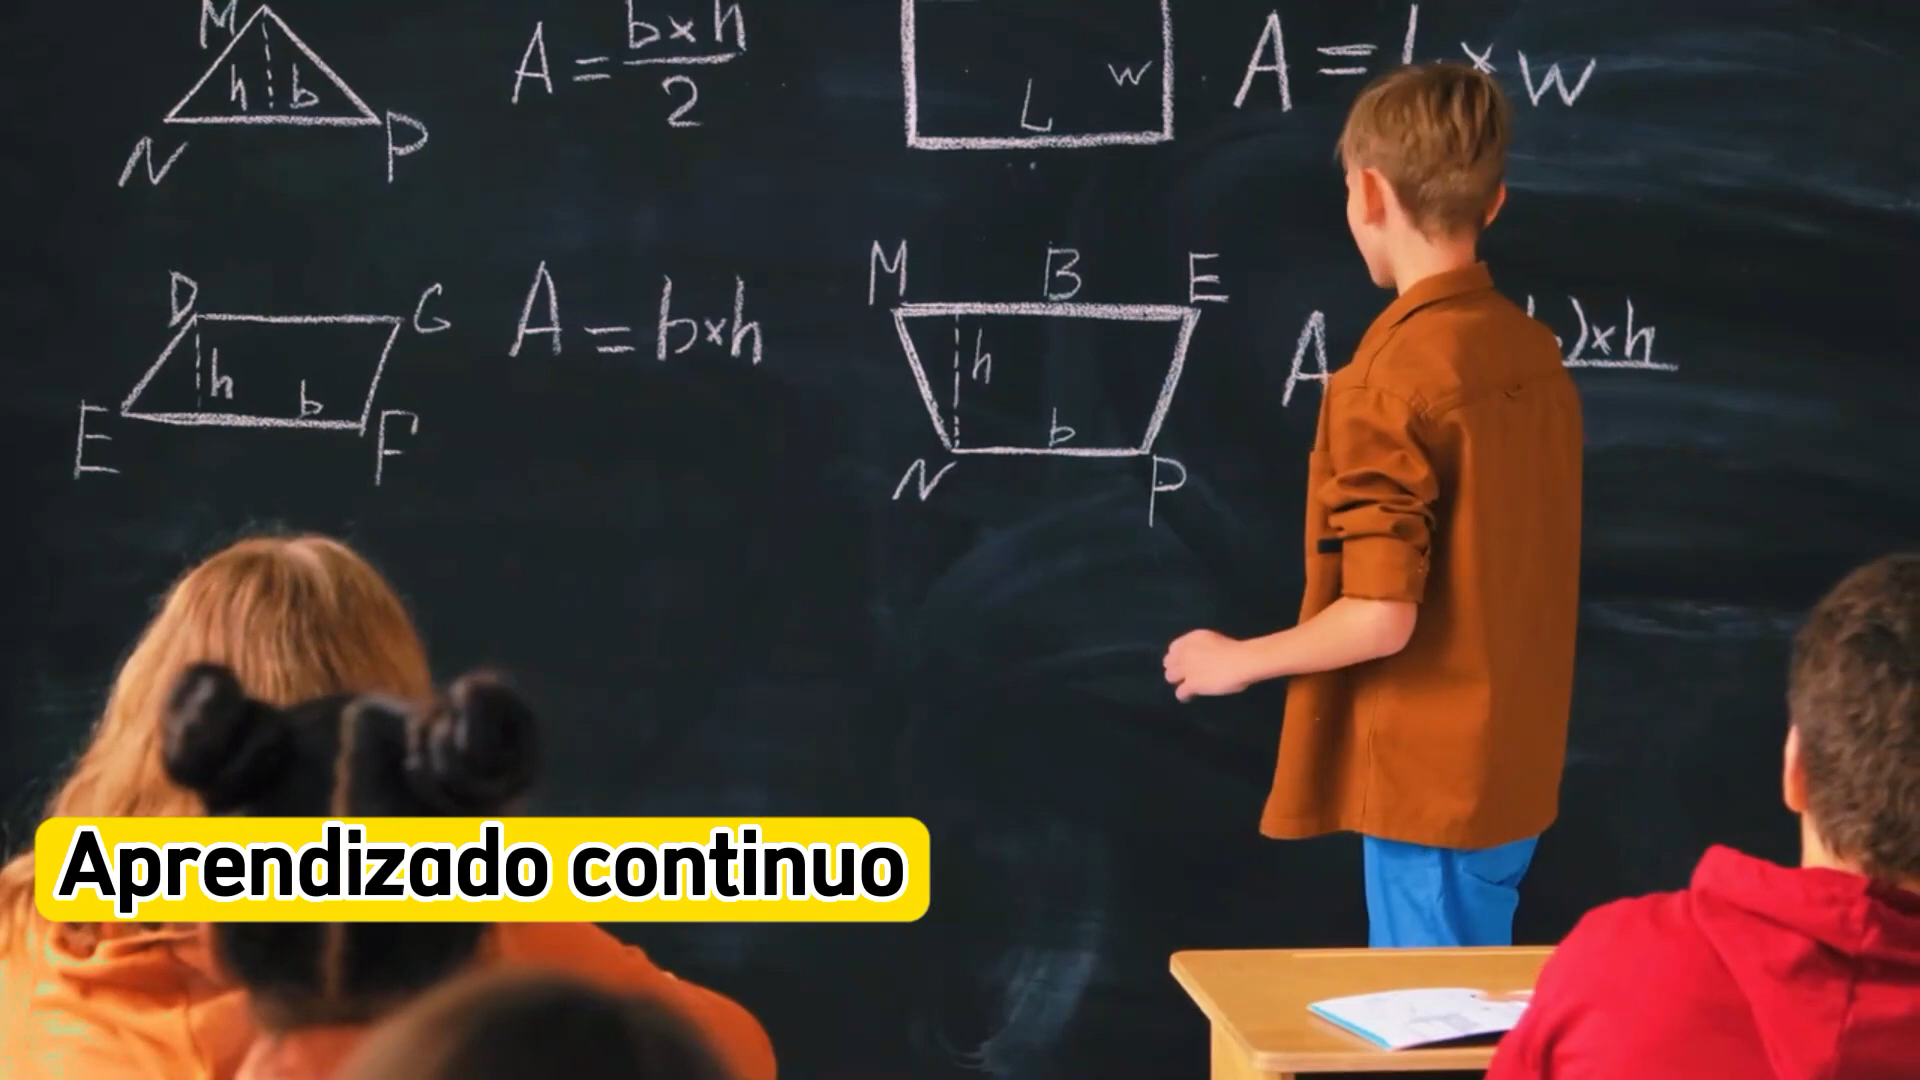 M
h b
N P
A = b×h
2
L w
A = L × w
D G
h b
E F
A = b×h
M B E
h
b
N P
A b)×h
Aprendizado continuo